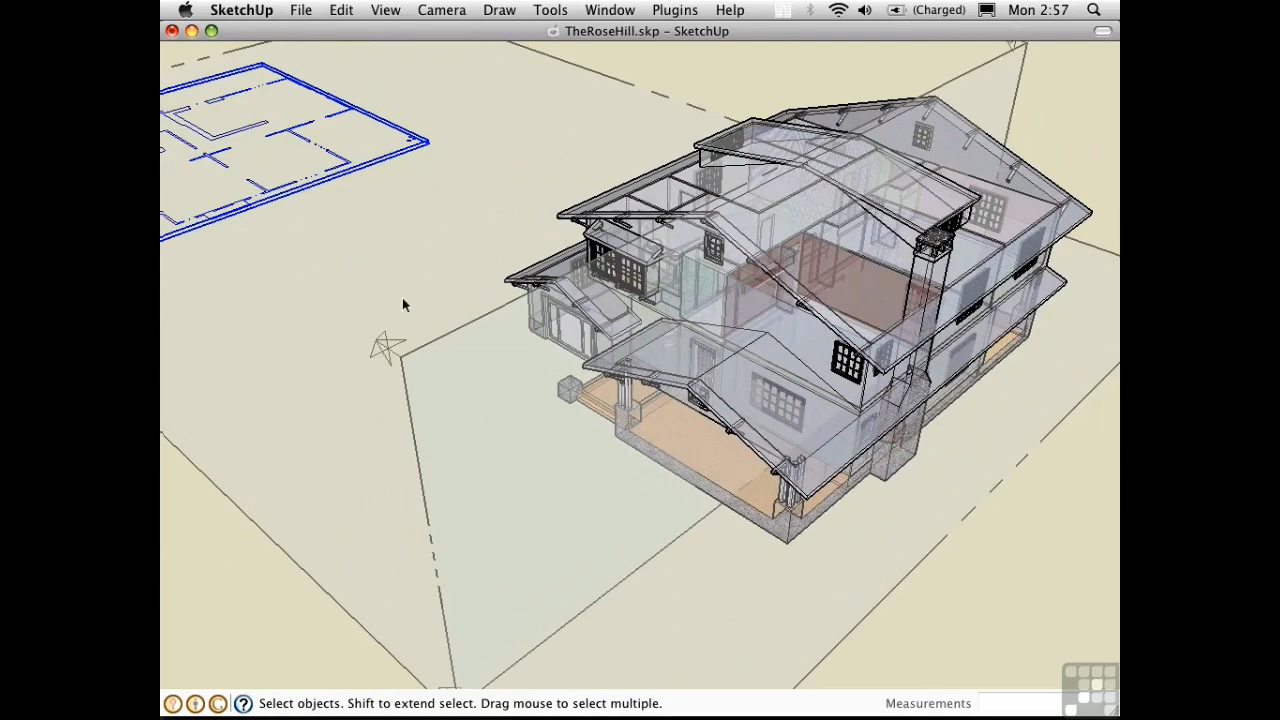 SketchUp File Edit View Camera Draw Tools Window Plugins Help (Charged) Mon 2:57
TheRoseHill.skp – SketchUp
Select objects. Shift to extend select. Drag mouse to select multiple. Measurements